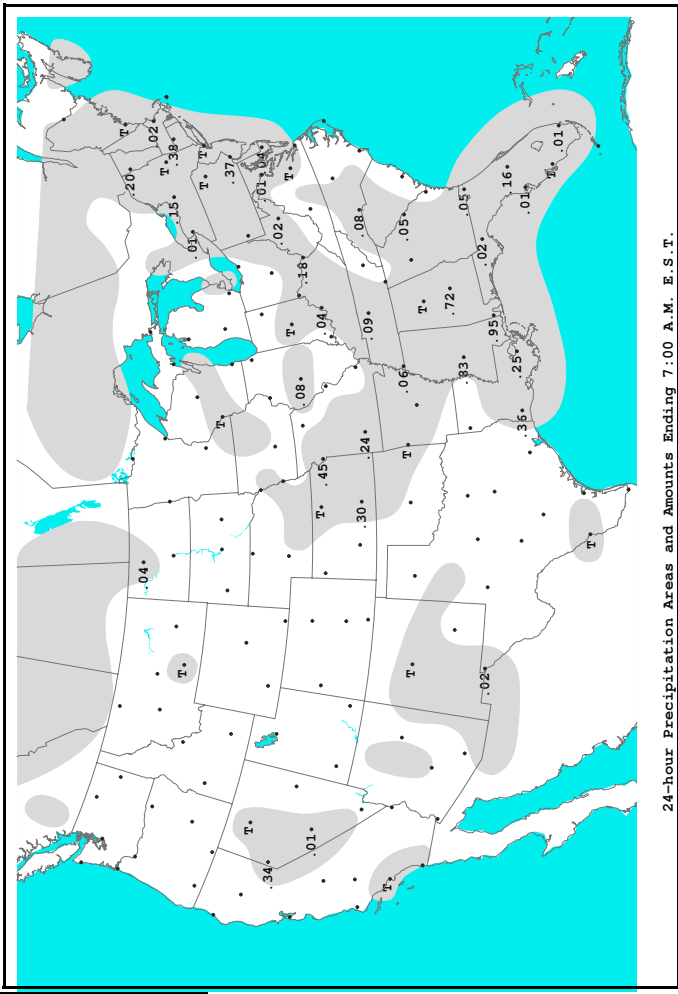 T
.20
.04
.02
T
.38
.15
T
.01
T
T
T
.37
T
.04
.01
.34
.02
T
T
.08
.18
.01
T
.04
.45
.08
.30
.24
.09
T
.06
.05
T
T
T
.72
.33
.05
.02
.02
.95
.16
.25
.36
.01
T
.01
T
24-hour Precipitation Areas and Amounts Ending 7:00 A.M. E.S.T.